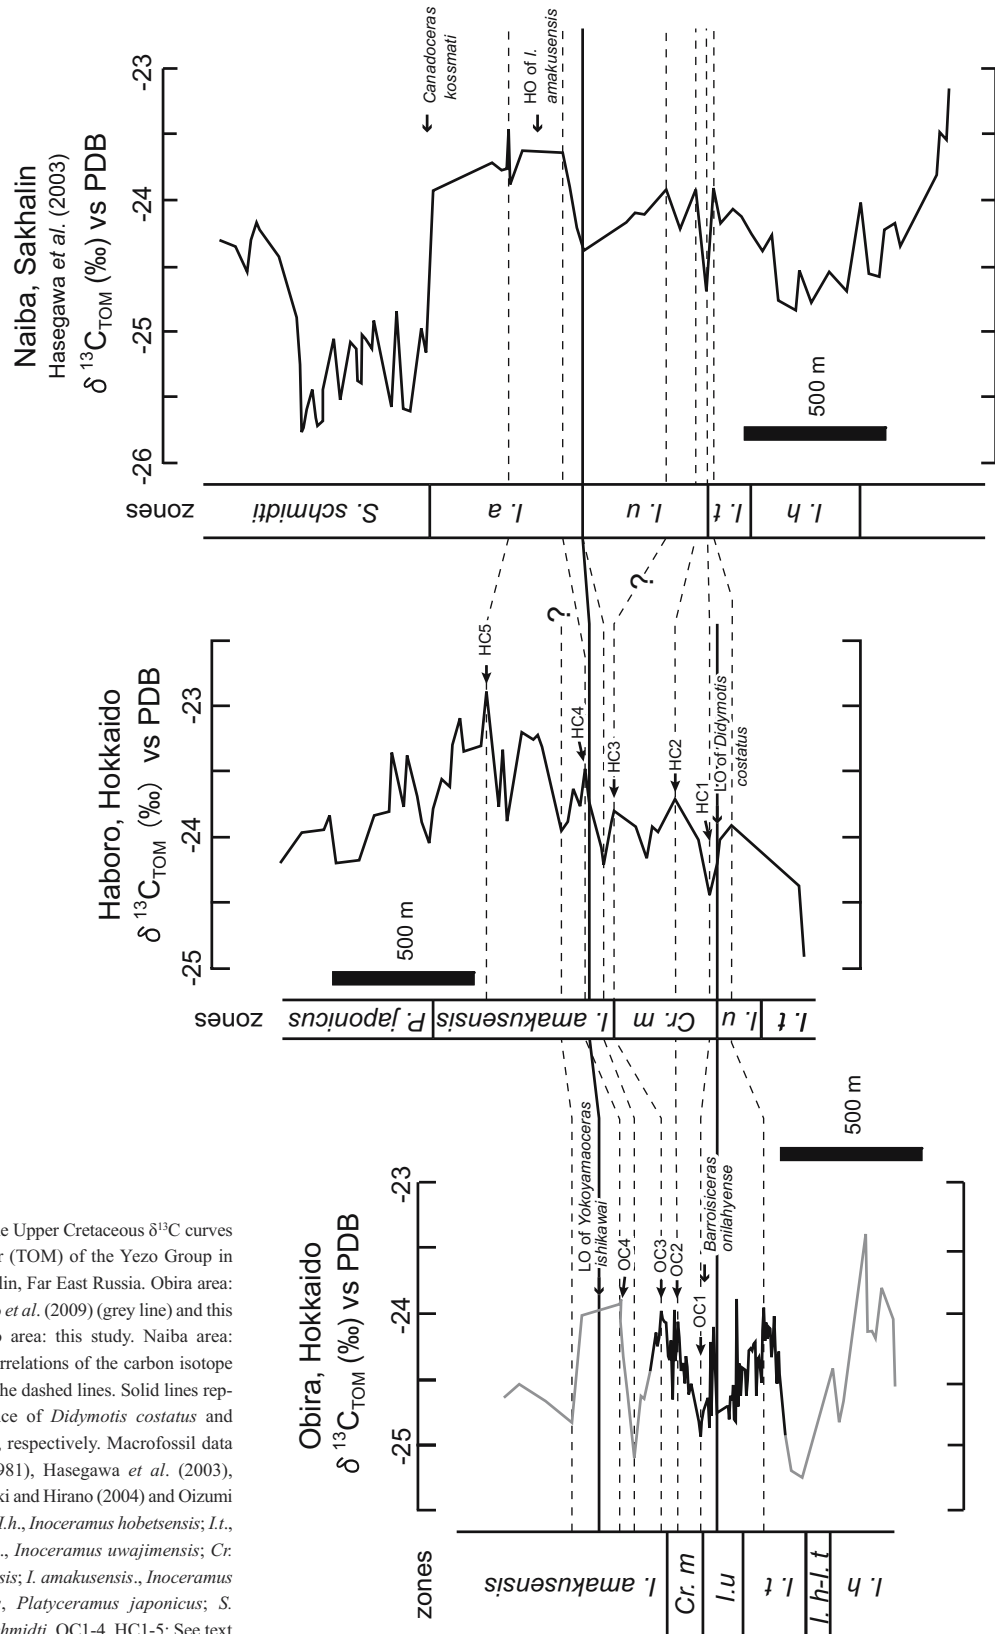 Naiba, Sakhalin
Hasegawa et al. (2003)
δ 13CTOM (‰) vs PDB
-23
-24
-25
-26
Canadoceras
kossmati
HO of I.
amakusensis
500 m
zones
S. schmidti
I. a
I. u
I. t
I. h
Haboro, Hokkaido
δ 13CTOM (‰) vs PDB
-23
-24
-25
HC5
?
?
HC4
HC3
HC2
HC1
LO of Didymotis
costatus
500 m
zones
P. japonicus
I. amakusensis
Cr. m
I. u
I. t
Obira, Hokkaido
δ 13CTOM (‰) vs PDB
-23
-24
-25
LO of Yokoyamaoceras
ishikawai
OC4
OC3
OC2
OC1
Barroisiceras
onilahyense
500 m
zones
I. amakusensis
Cr. m
I. t
I. h-I. t
I. h
e Upper Cretaceous δ13C curves
r (TOM) of the Yezo Group in
lin, Far East Russia. Obira area:
o et al. (2009) (grey line) and this
o area: this study. Naiba area:
rrelations of the carbon isotope
he dashed lines. Solid lines rep-
ce of Didymotis costatus and
, respectively. Macrofossil data
981), Hasegawa et al. (2003),
ki and Hirano (2004) and Oizumi
I.h., Inoceramus hobetsensis; I.t.,
., Inoceramus uwajimensis; Cr.
sis; I. amakusensis., Inoceramus
, Platyceramus japonicus; S.
hmidti. OC1-4, HC1-5: See text